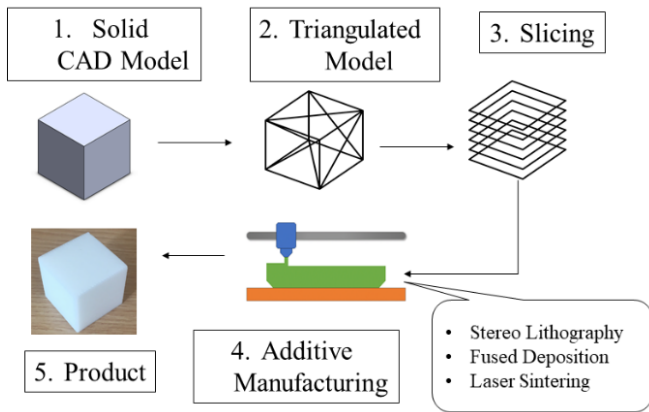 1. Solid
CAD Model
2. Triangulated
Model
3. Slicing
4. Additive
Manufacturing
• Stereo Lithography
• Fused Deposition
• Laser Sintering
5. Product